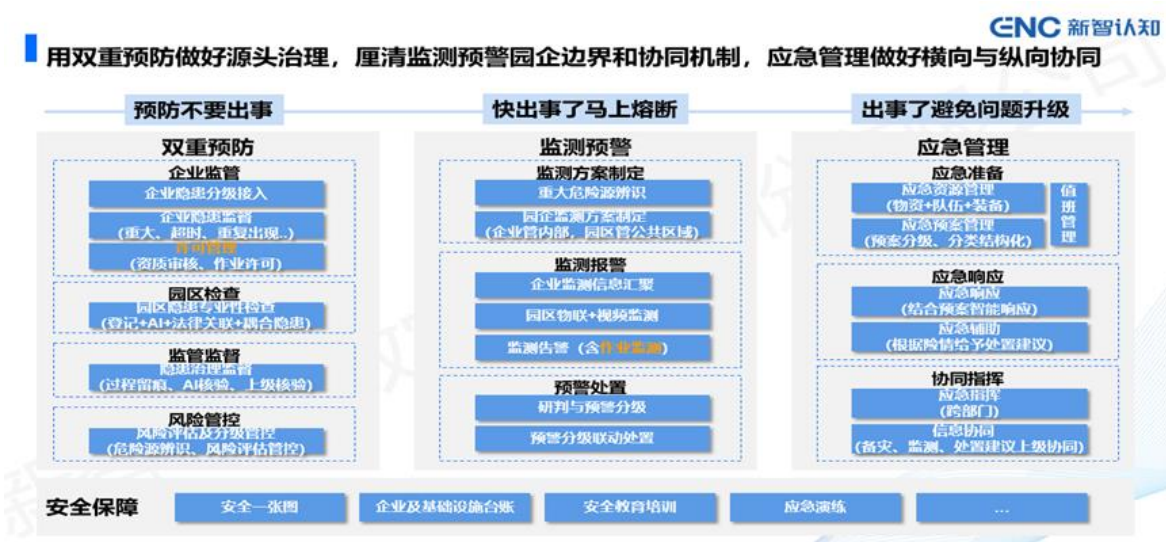 ENC 新智认知
用双重预防做好源头治理，厘清监测预警园企边界和协同机制，应急管理做好横向与纵向协同
预防不要出事
快出事了马上熔断
出事了避免问题升级
双重预防
企业监管
企业隐患分级接入
企业隐患监督
(重大、超时、重复出现..)
许可管理
(资质审核、作业许可)
园区检查
园区隐患专业性检查
(登记+AI+法律关联+耦合隐患)
监管监督
隐患治理监督
(过程留痕、AI核验、上级核验)
风险管控
风险评估及分级管控
(危险源辨识、风险评估管控)
监测预警
监测方案制定
重大危险源辨识
园企监测方案制定
(企业管内部，园区管公共区域)
监测报警
企业监测信息汇聚
园区物联+视频监测
监测告警（含作业监测)
预警处置
研判与预警分级
预警分级联动处置
应急管理
应急准备
应急资源管理
(物资+队伍+装备)
应急预案管理
(预案分级、分类结构化)
值班管理
应急响应
应急响应
(结合预案智能响应)
应急辅助
(根据险情给予处置建议)
协同指挥
应急指挥
(跨部门)
信息协同
(备灾、监测、处置建议上级协同)
安全保障
安全一张图
企业及基础设施台账
安全教育培训
应急演练
...